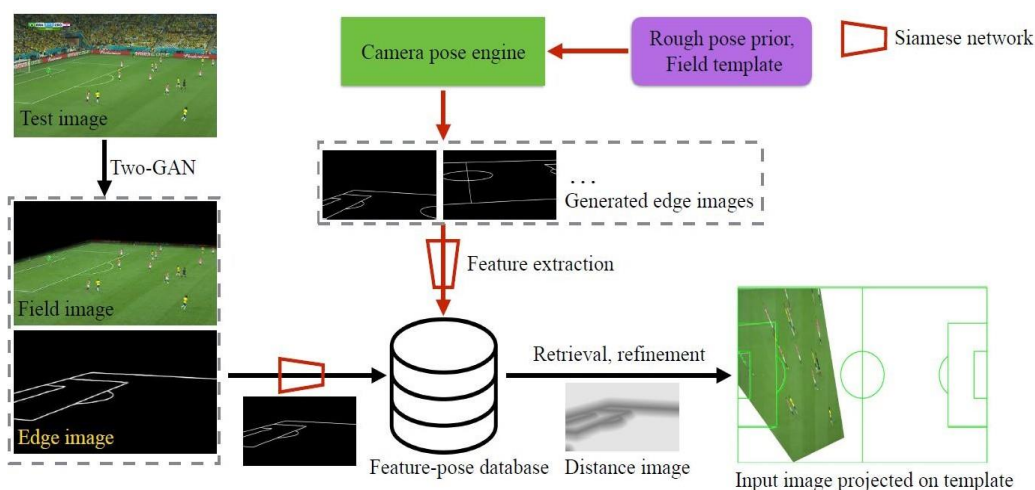 Camera pose engine
Rough pose prior,
Field template
Siamese network
Test image
Two-GAN
...
Generated edge images
Field image
Feature extraction
Edge image
Retrieval, refinement
Feature-pose database
Distance image
Input image projected on template